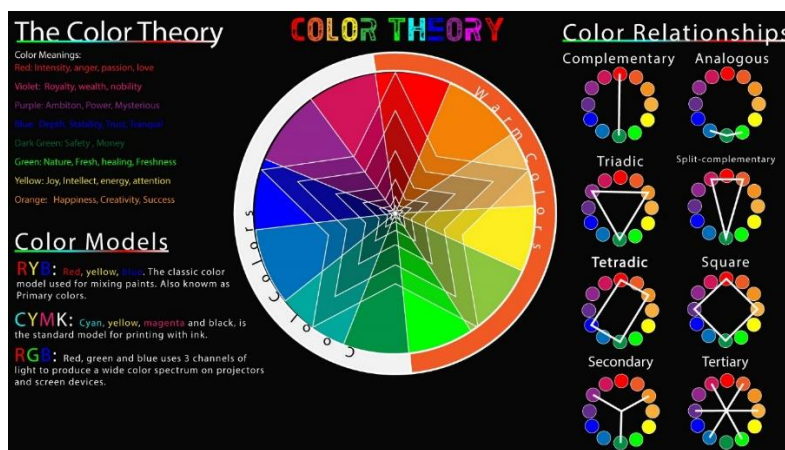 The Color Theory
Color Meanings:
Red: Intensity, anger, passion, love
Violet: Royalty, wealth, nobility
Purple: Ambiton, Power, Mysterious
Blue: Depth, Stability, Trust, Tranquil
Dark Green: Safety , Money
Green: Nature, Fresh, healing, Freshness
Yellow: Joy, Intellect, energy, attention
Orange: Happiness, Creativity, Success
Color Models
RYB: Red, yellow, blue. The classic color
model used for mixing paints. Also known as
Primary colors.
CYMK: Cyan, yellow, magenta and black, is
the standard model for printing with ink.
RGB: Red, green and blue uses 3 channels of
light to produce a wide color spectrum on projectors
and screen devices.
COLOR THEORY
Warm Colors
Cool Colors
Color Relationships
Complementary
Analogous
Triadic
Split-complementary
Tetradic
Square
Secondary
Tertiary